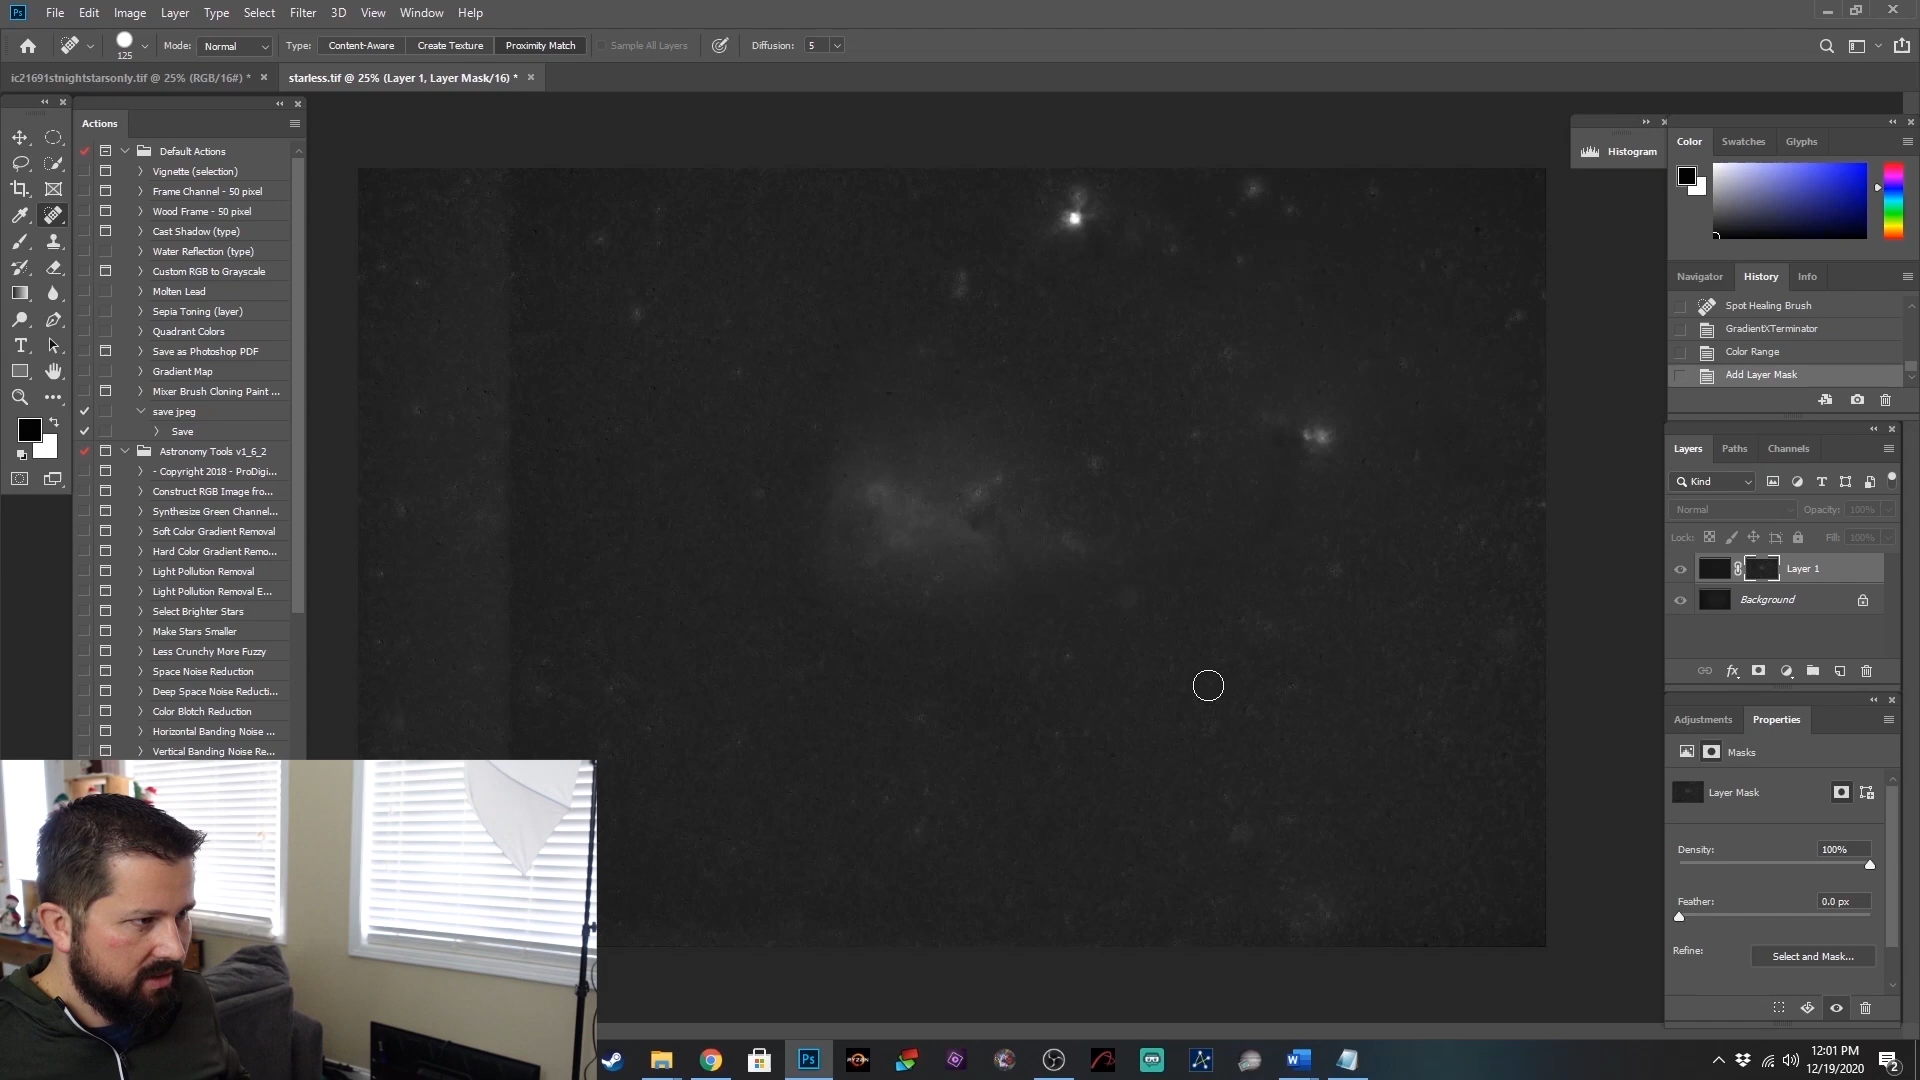 Ps File Edit Image Layer Type Select Filter 3D View Window Help
125 Mode: Normal Type: Content-Aware Create Texture Proximity Match Sample All Layers Diffusion: 5
ic21691stnightstarsonly.tif @ 25% (RGB/16#) * × starless.tif @ 25% (Layer 1, Layer Mask/16) * ×
Actions
Default Actions
Vignette (selection)
Frame Channel - 50 pixel
Wood Frame - 50 pixel
Cast Shadow (type)
Water Reflection (type)
Custom RGB to Grayscale
Molten Lead
Sepia Toning (layer)
Quadrant Colors
Save as Photoshop PDF
Gradient Map
Mixer Brush Cloning Paint ...
save jpeg
Save
Astronomy Tools v1_6_2
- Copyright 2018 - ProDigi...
Construct RGB Image fro...
Synthesize Green Channel...
Soft Color Gradient Removal
Hard Color Gradient Remo...
Light Pollution Removal
Light Pollution Removal E...
Select Brighter Stars
Make Stars Smaller
Less Crunchy More Fuzzy
Space Noise Reduction
Deep Space Noise Reducti...
Color Blotch Reduction
Horizontal Banding Noise ...
Vertical Banding Noise Re...
Histogram
Color Swatches Glyphs
Navigator History Info
Spot Healing Brush
GradientXTerminator
Color Range
Add Layer Mask
Layers Paths Channels
Kind
Normal Opacity: 100%
Lock: Fill: 100%
Layer 1
Background
Adjustments Properties
Masks
Layer Mask
Density: 100%
Feather: 0.0 px
Refine: Select and Mask...
Ps RYZEN W
12:01 PM
12/19/2020
2